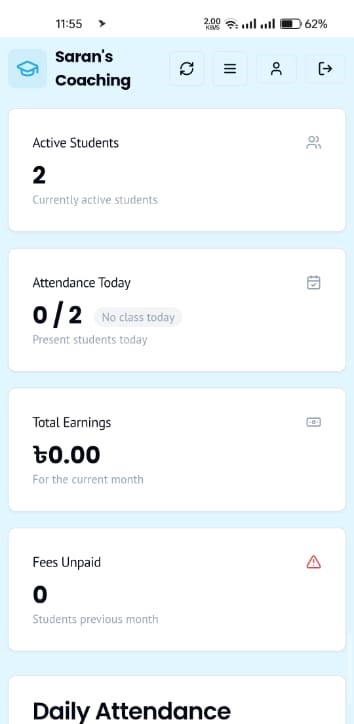 11:55
2.00
KB/S
62%
Saran's
Coaching
Active Students
2
Currently active students
Attendance Today
0 / 2 No class today
Present students today
Total Earnings
৳0.00
For the current month
Fees Unpaid
0
Students previous month
Daily Attendance